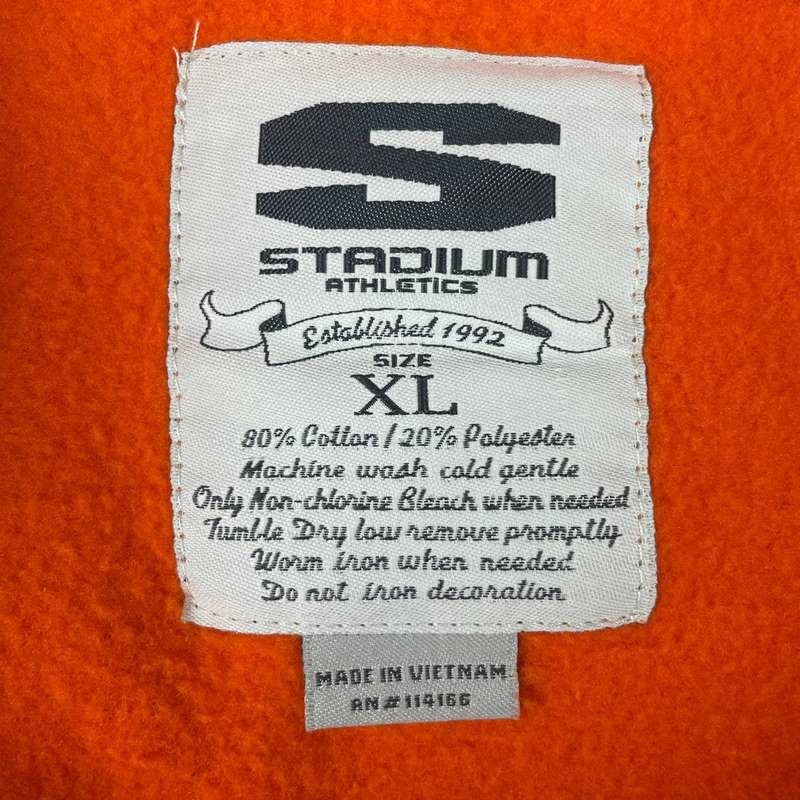 S
STADIUM
ATHLETICS
Established 1992
SIZE
XL
80% Cotton / 20% Polyester
Machine wash cold gentle
Only Non-chlorine Bleach when needed
Tumble Dry low remove promptly
Worm iron when needed
Do not iron decoration
MADE IN VIETNAM
RN # 114166